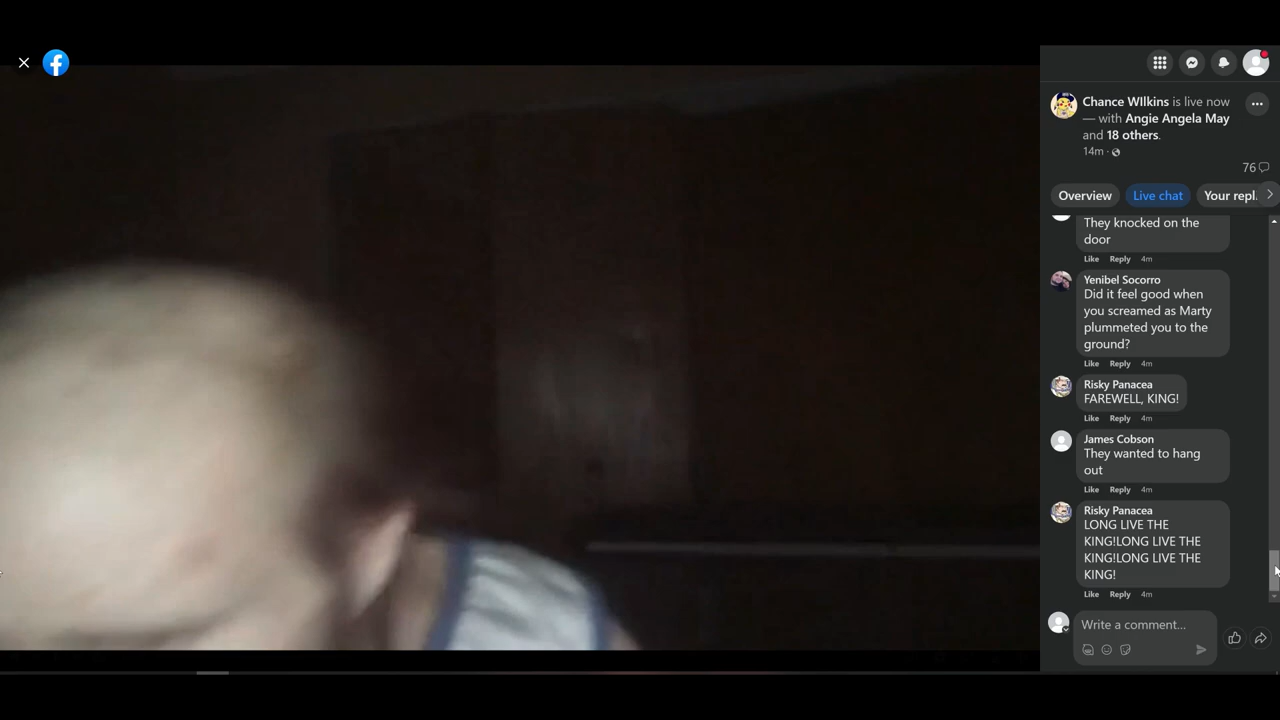 Chance WIlkins is live now
— with Angie Angela May
and 18 others.
14m
76
Overview
Live chat
Your repl.
They knocked on the
door
Like Reply 4m
Yenibel Socorro
Did it feel good when
you screamed as Marty
plummeted you to the
ground?
Like Reply 4m
Risky Panacea
FAREWELL, KING!
Like Reply 4m
James Cobson
They wanted to hang
out
Like Reply 4m
Risky Panacea
LONG LIVE THE
KING!LONG LIVE THE
KING!LONG LIVE THE
KING!
Like Reply 4m
Write a comment...